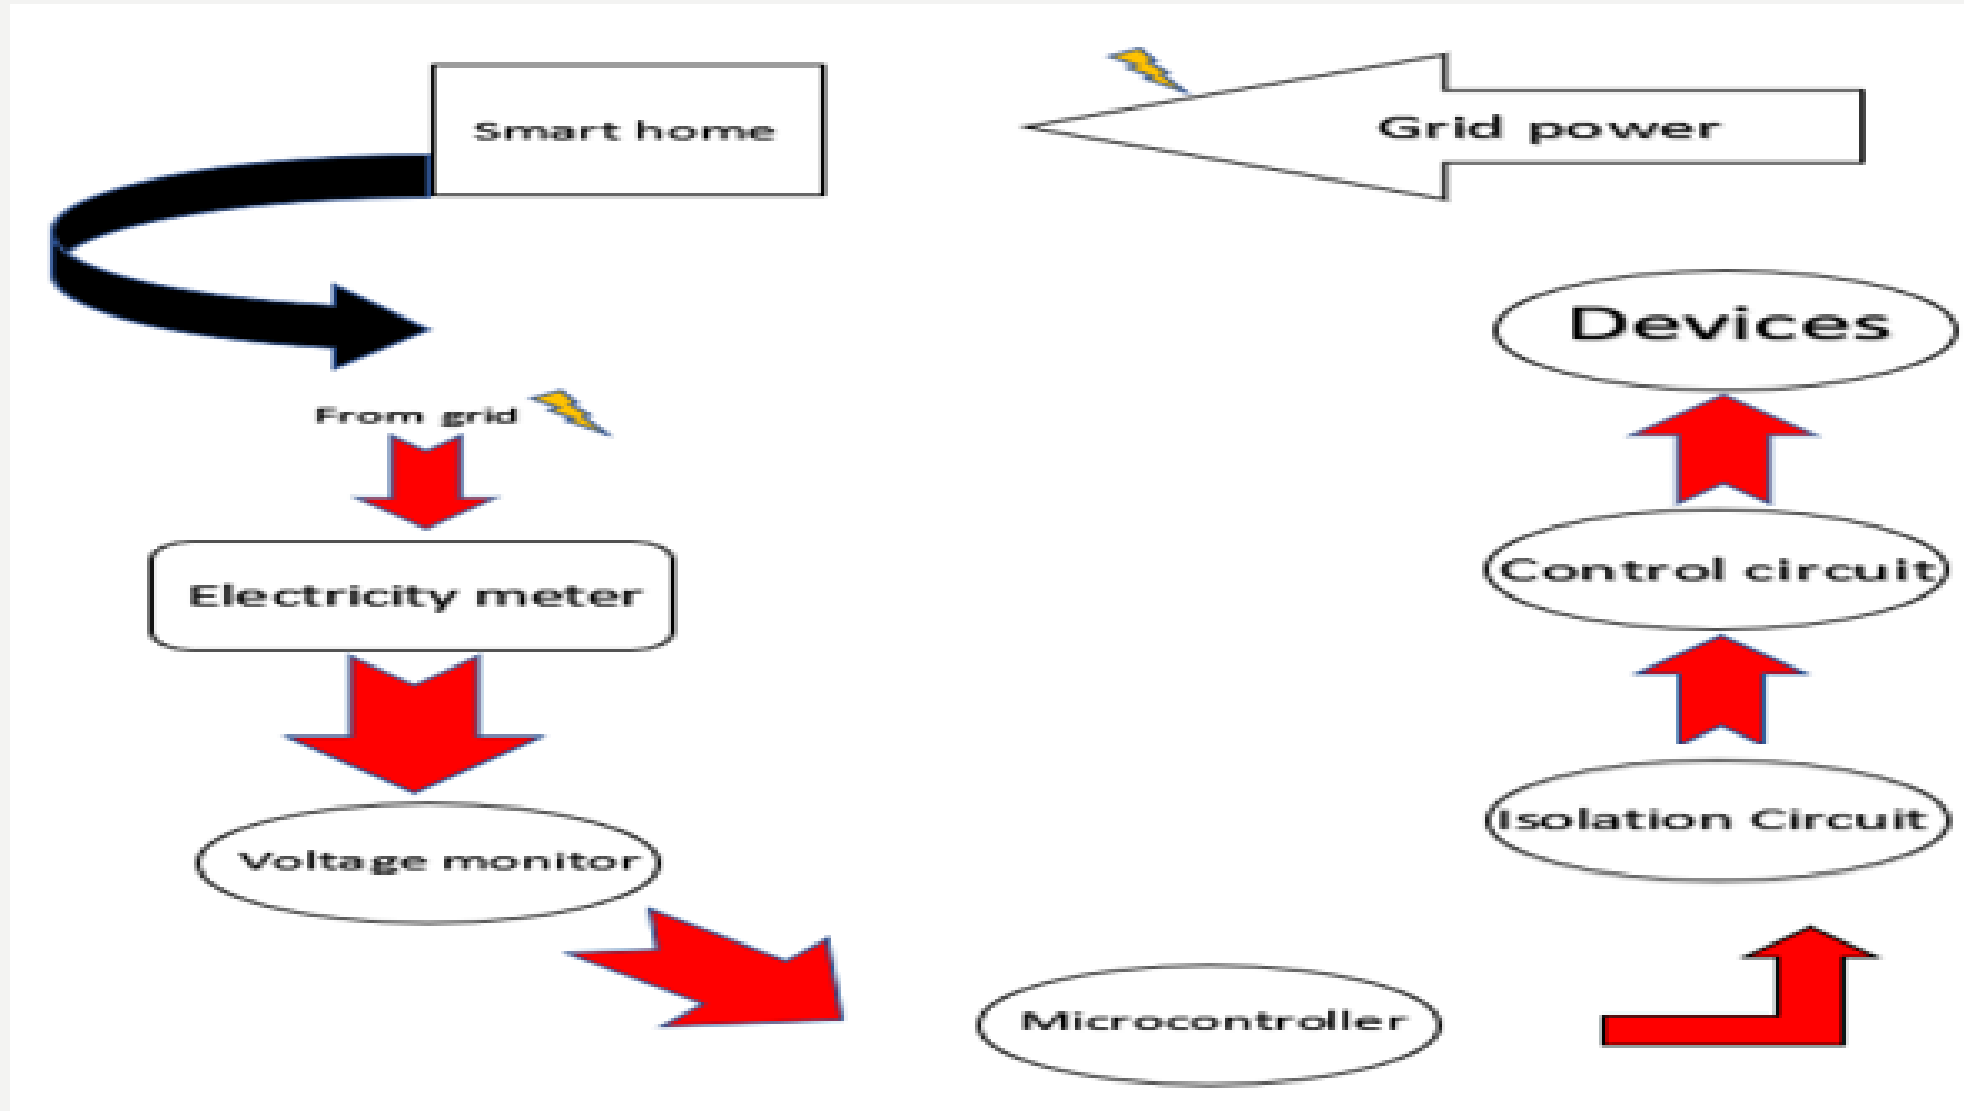 Smart home
Grid power
Devices
From grid
Control circuit
Electricity meter
Isolation Circuit
Voltage monitor
Microcontroller